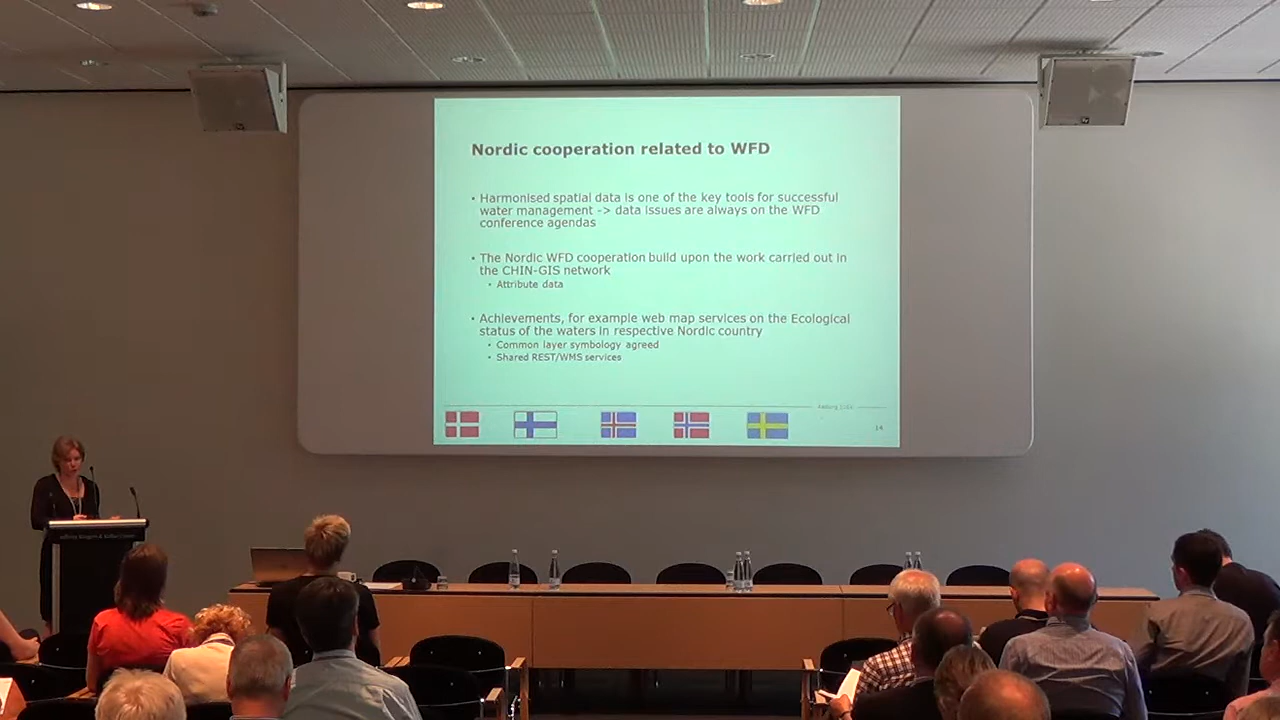 Nordic cooperation related to WFD
• Harmonised spatial data is one of the key tools for successful
water management -> data issues are always on the WFD
conference agendas
• The Nordic WFD cooperation build upon the work carried out in
the CHIN-GIS network
• Attribute data
• Achievements, for example web map services on the Ecological
status of the waters in respective Nordic country
• Common layer symbology agreed
• Shared REST/WMS services
14